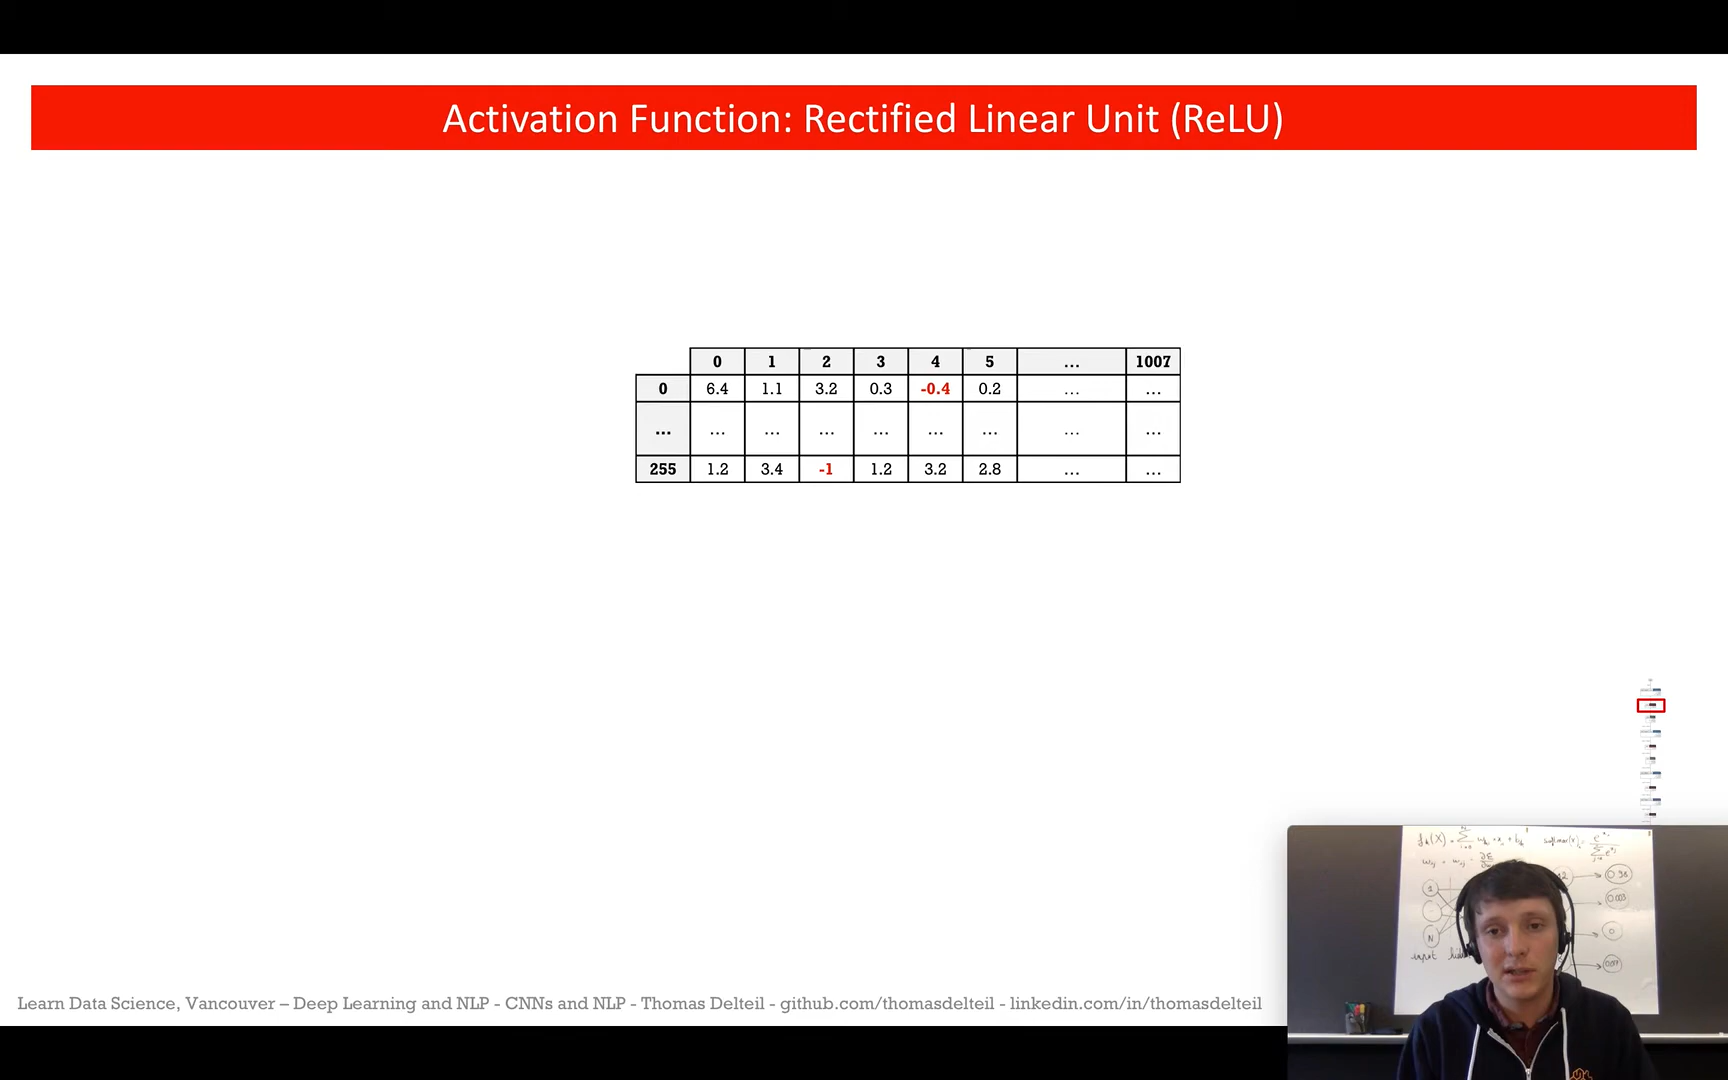 Activation Function: Rectified Linear Unit (ReLU)
0 1 2 3 4 5 ... 1007
0 6.4 1.1 3.2 0.3 -0.4 0.2 ... ...
... ... ... ... ... ... ... ... ...
255 1.2 3.4 -1 1.2 3.2 2.8 ... ...
input
N
0
Learn Data Science, Vancouver – Deep Learning and NLP - CNNs and NLP - Thomas Delteil - github.com/thomasdelteil - linkedin.com/in/thomasdelteil